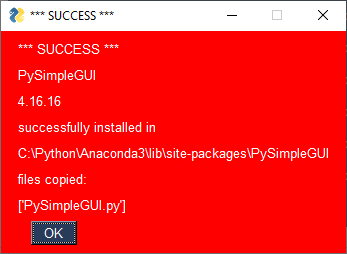 *** SUCCESS ***
*** SUCCESS ***
PySimpleGUI
4.16.16
successfully installed in
C:\Python\Anaconda3\lib\site-packages\PySimpleGUI
files copied:
['PySimpleGUI.py']
OK